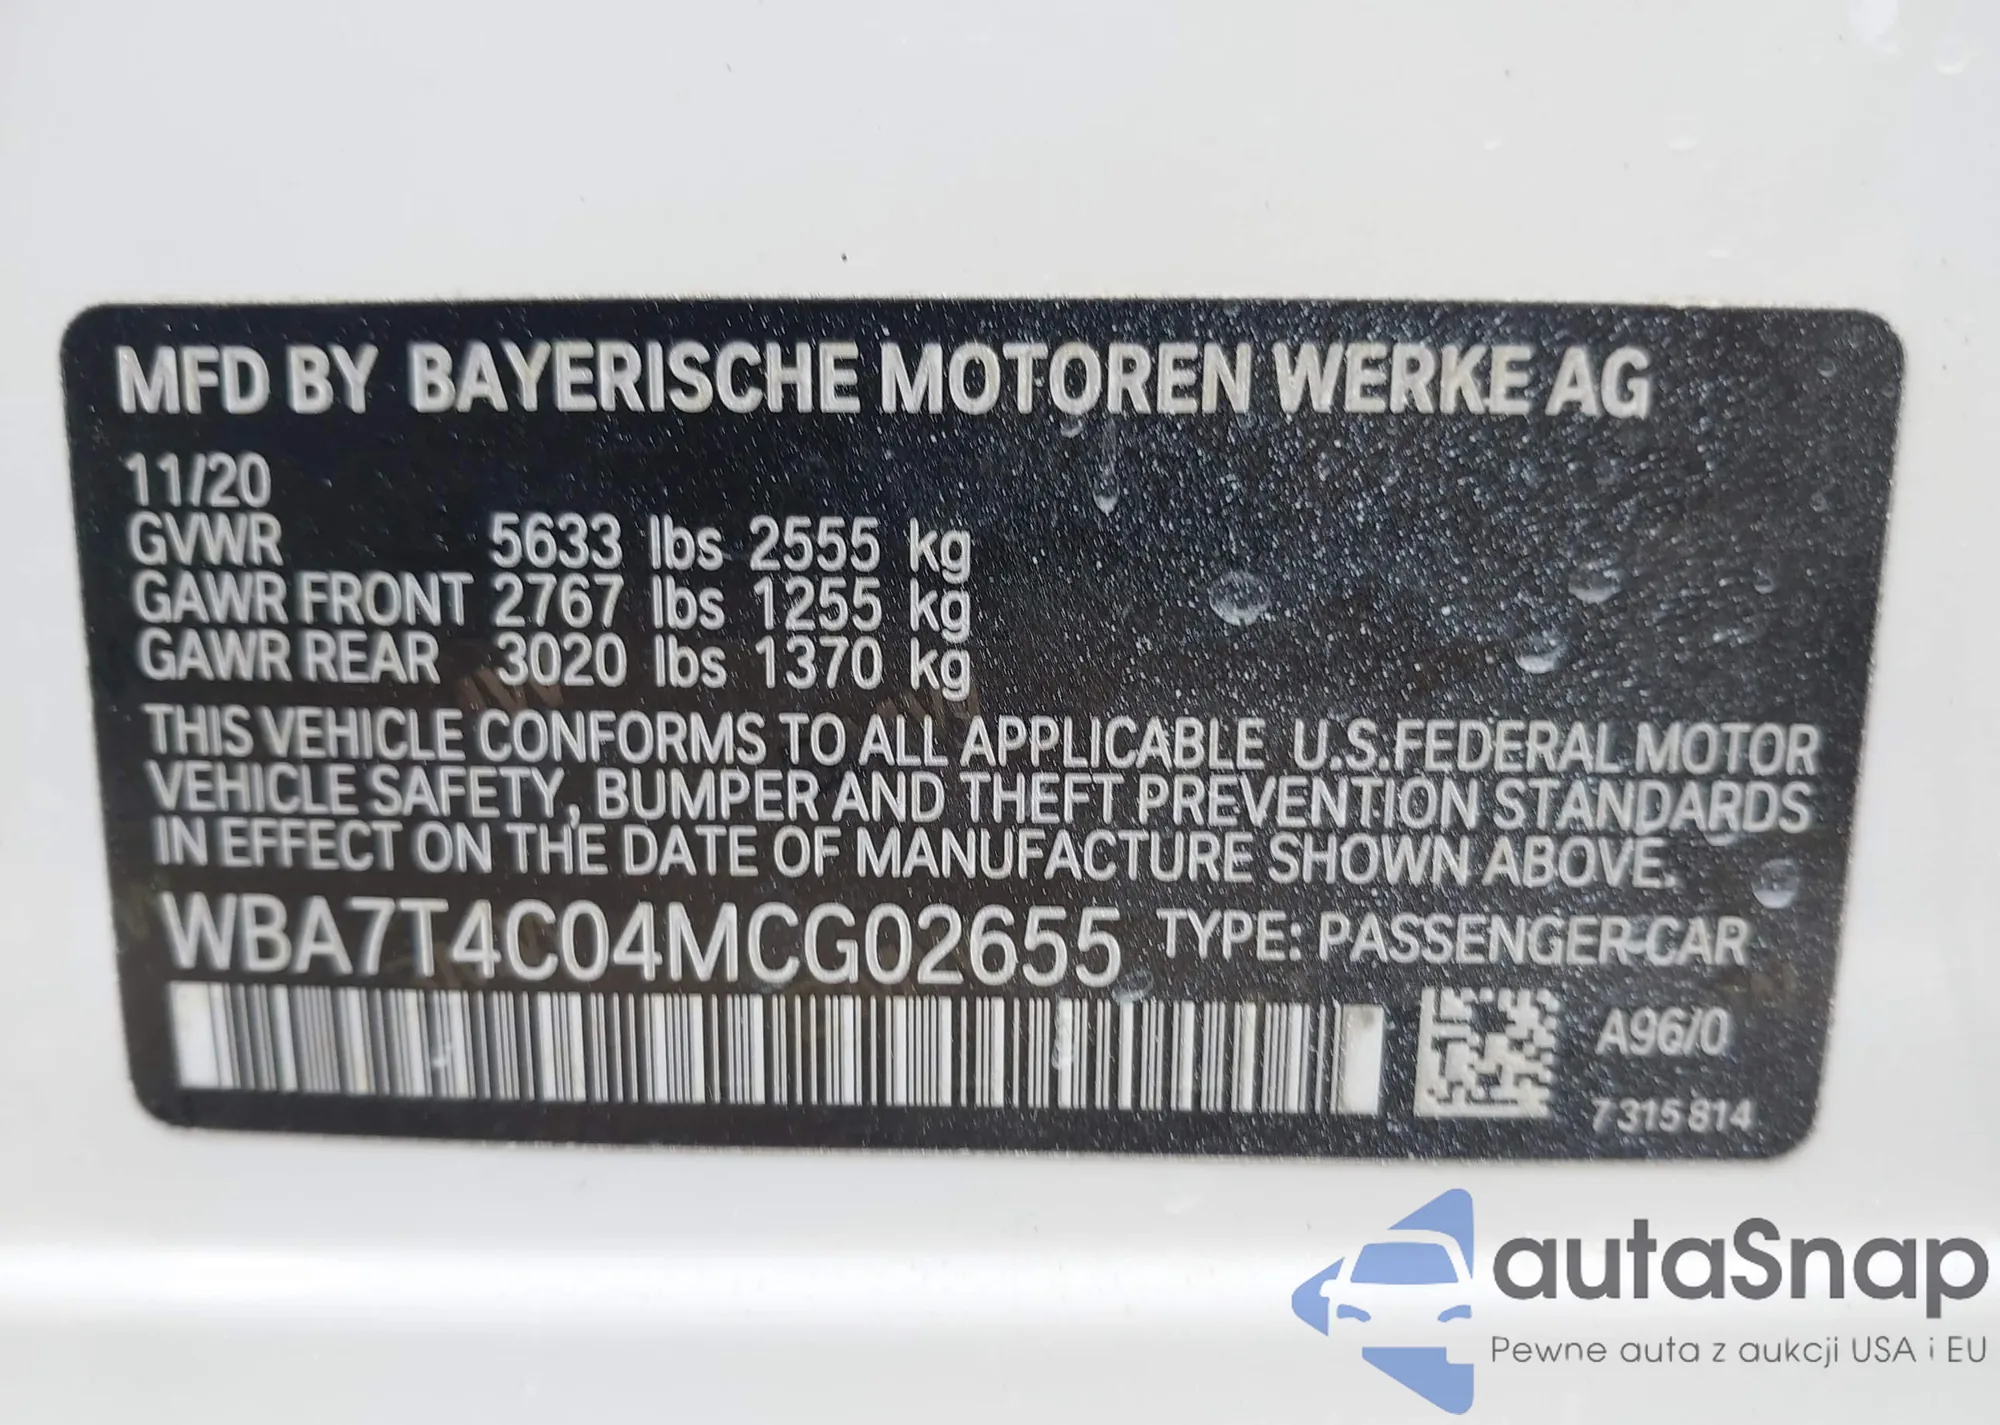 MFD BY BAYERISCHE MOTOREN WERKE AG
11/20
GVWR 5633 lbs 2555 kg
GAWR FRONT 2767 lbs 1255 kg
GAWR REAR 3020 lbs 1370 kg
THIS VEHICLE CONFORMS TO ALL APPLICABLE U.S.FEDERAL MOTOR
VEHICLE SAFETY, BUMPER AND THEFT PREVENTION STANDARDS
IN EFFECT ON THE DATE OF MANUFACTURE SHOWN ABOVE.
WBA7T4C04MCG02655 TYPE: PASSENGER CAR
A96/0
7 315 814
autaSnap
Pewne auta z aukcji USA i EU